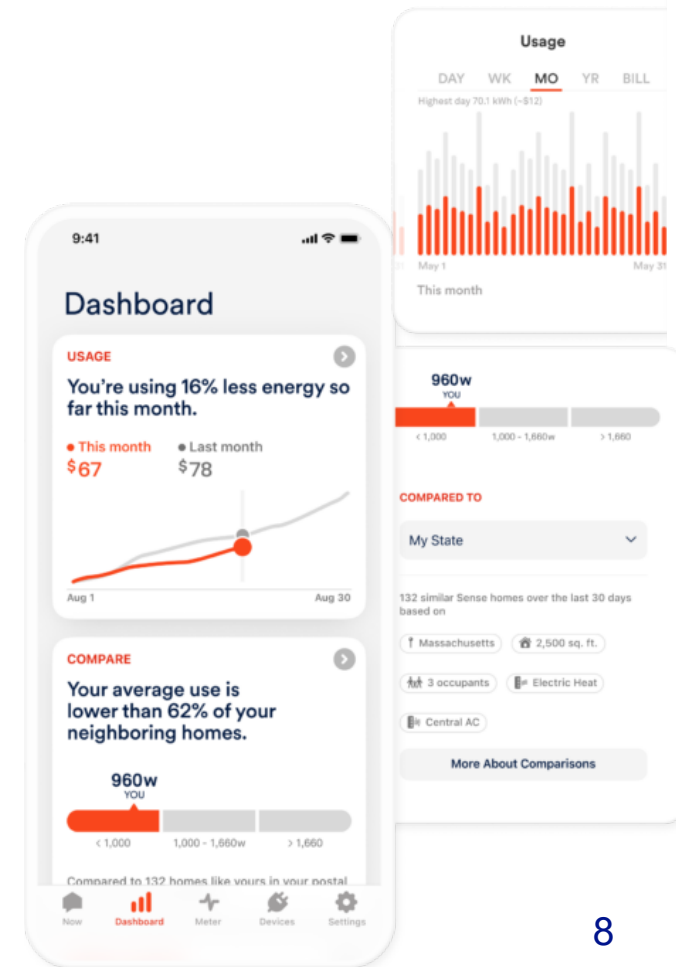 9:41
Dashboard
USAGE
You're using 16% less energy so
far this month.
This month
Last month
$67
$78
Aug 1
Aug 30
COMPARE
Your average use is
lower than 62% of your
neighboring homes.
960w
YOU
< 1,000
1,000 - 1,660w
> 1,660
Compared to 132 homes like yours in your postal
Now
Dashboard
Meter
Devices
Settings
Usage
DAY
WK
MO
YR
BILL
Highest day 70.1 kWh (~$12)
31
May 1
May 31
This month
960w
YOU
< 1,000
1,000 - 1,660w
> 1,660
COMPARED TO
My State
132 similar Sense homes over the last 30 days
based on
Massachusetts
2,500 sq. ft.
3 occupants
Electric Heat
Central AC
More About Comparisons
8